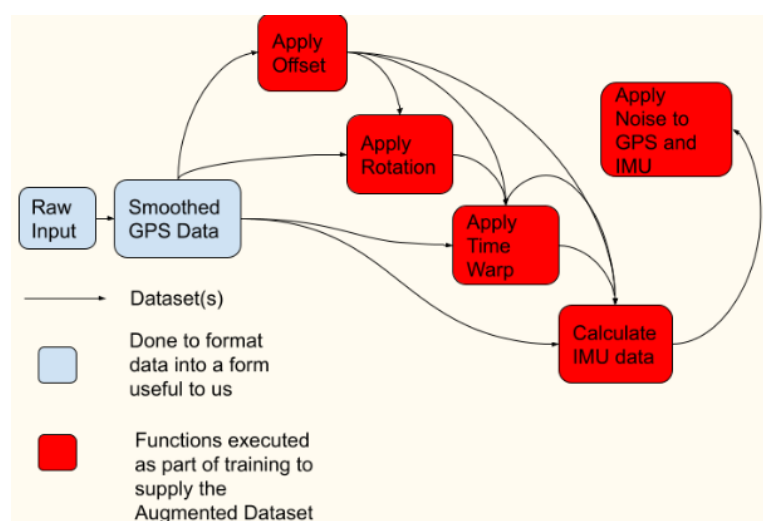 Apply
Offset
Apply
Noise to
GPS and
IMU
Apply
Rotation
Raw
Input
Smoothed
GPS Data
Apply
Time
Warp
Dataset(s)
Calculate
IMU data
Done to format
data into a form
useful to us
Functions executed
as part of training to
supply the
Augmented Dataset